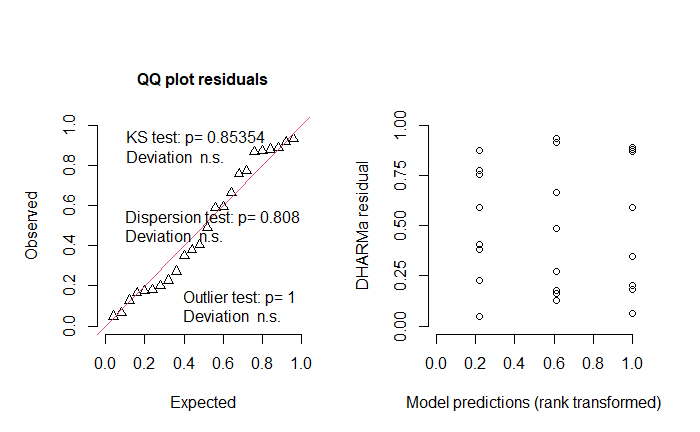 QQ plot residuals
KS test: p= 0.85354
Deviation n.s.
Dispersion test: p= 0.808
Deviation n.s.
Outlier test: p= 1
Deviation n.s.
Observed
0.0 0.2 0.4 0.6 0.8 1.0
0.0 0.2 0.4 0.6 0.8 1.0
Expected
DHARMa residual
0.00 0.25 0.50 0.75 1.00
0.0 0.2 0.4 0.6 0.8 1.0
Model predictions (rank transformed)